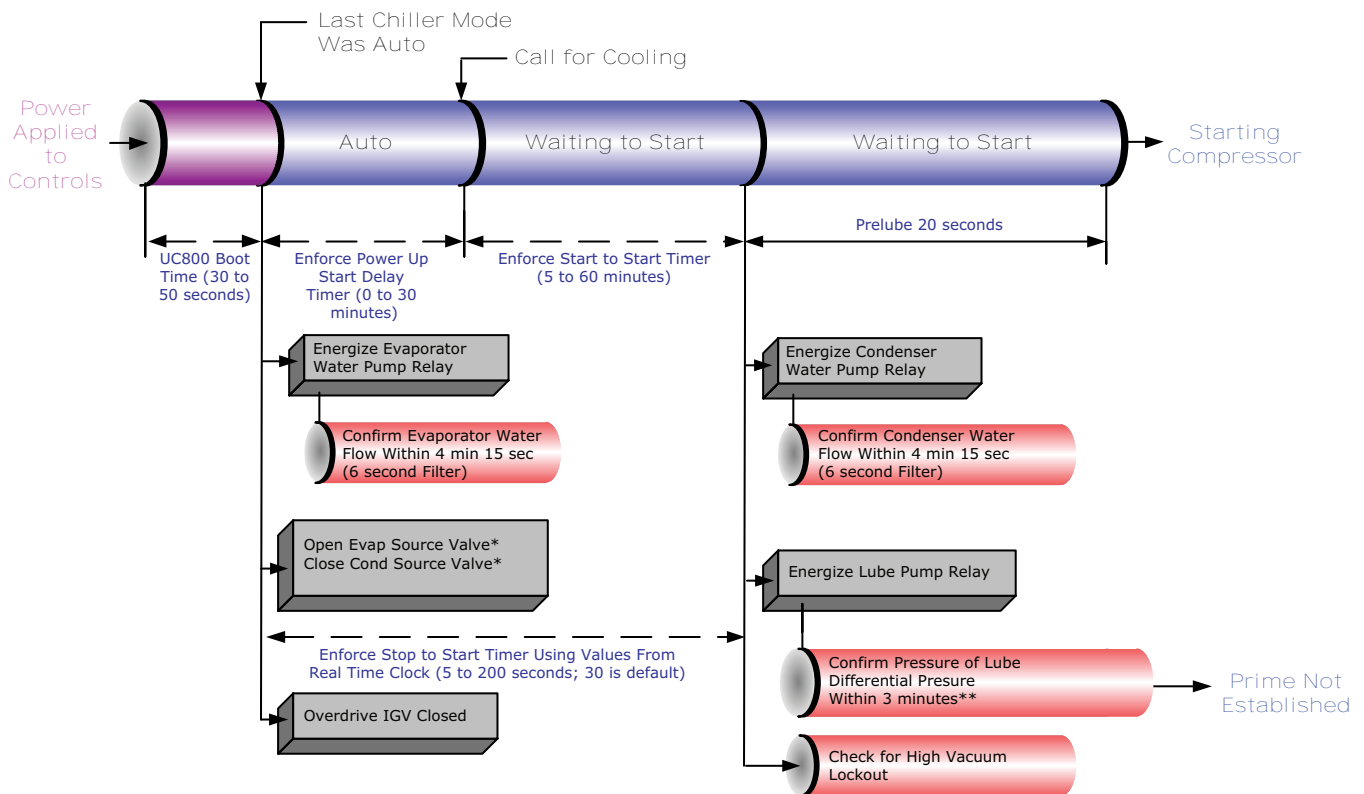 Last Chiller Mode
Was Auto
Call for Cooling
Power
Applied
to
Controls
Auto
Waiting to Start
Waiting to Start
Starting
Compressor
UC800 Boot
Time (30 to
50 seconds)
Enforce Power Up
Start Delay
Timer (0 to 30
minutes)
Enforce Start to Start Timer
(5 to 60 minutes)
Prelube 20 seconds
Energize Evaporator
Water Pump Relay
Confirm Evaporator Water
Flow Within 4 min 15 sec
(6 second Filter)
Energize Condenser
Water Pump Relay
Confirm Condenser Water
Flow Within 4 min 15 sec
(6 second Filter)
Open Evap Source Valve*
Close Cond Source Valve*
Energize Lube Pump Relay
Enforce Stop to Start Timer Using Values From
Real Time Clock (5 to 200 seconds; 30 is default)
Confirm Pressure of Lube
Differential Presure
Within 3 minutes**
Prime Not
Established
Overdrive IGV Closed
Check for High Vacuum
Lockout